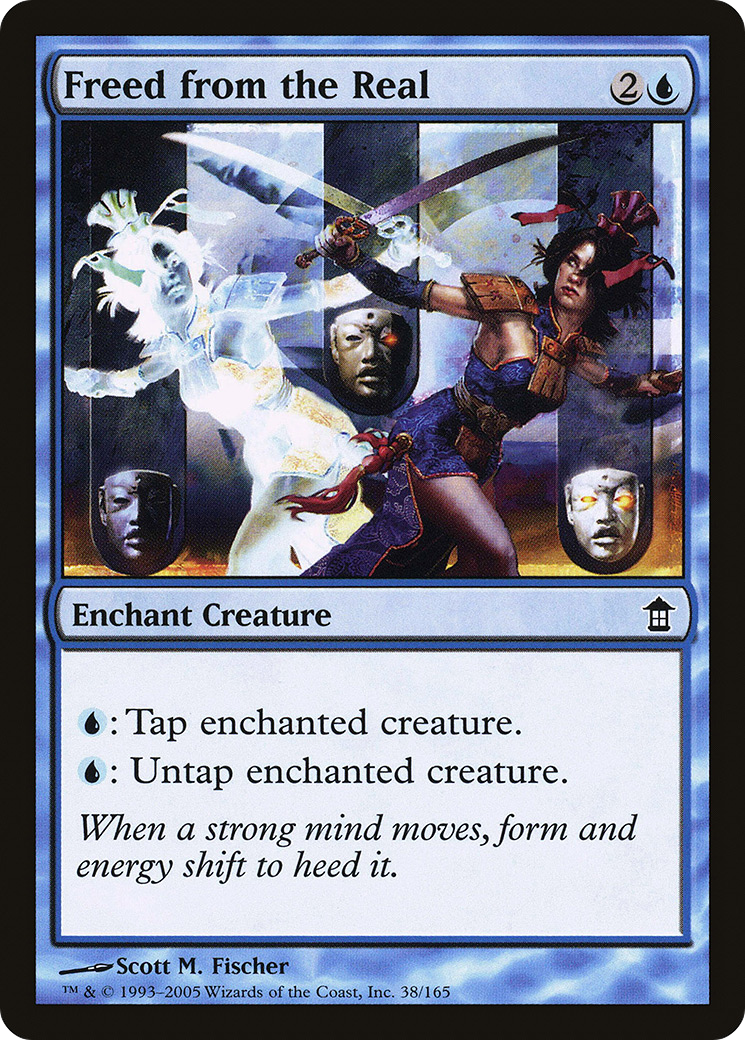 Freed from the Real 2
Enchant Creature
: Tap enchanted creature.
: Untap enchanted creature.
When a strong mind moves, form and
energy shift to heed it.
Scott M. Fischer
™ & © 1993–2005 Wizards of the Coast, Inc. 38/165